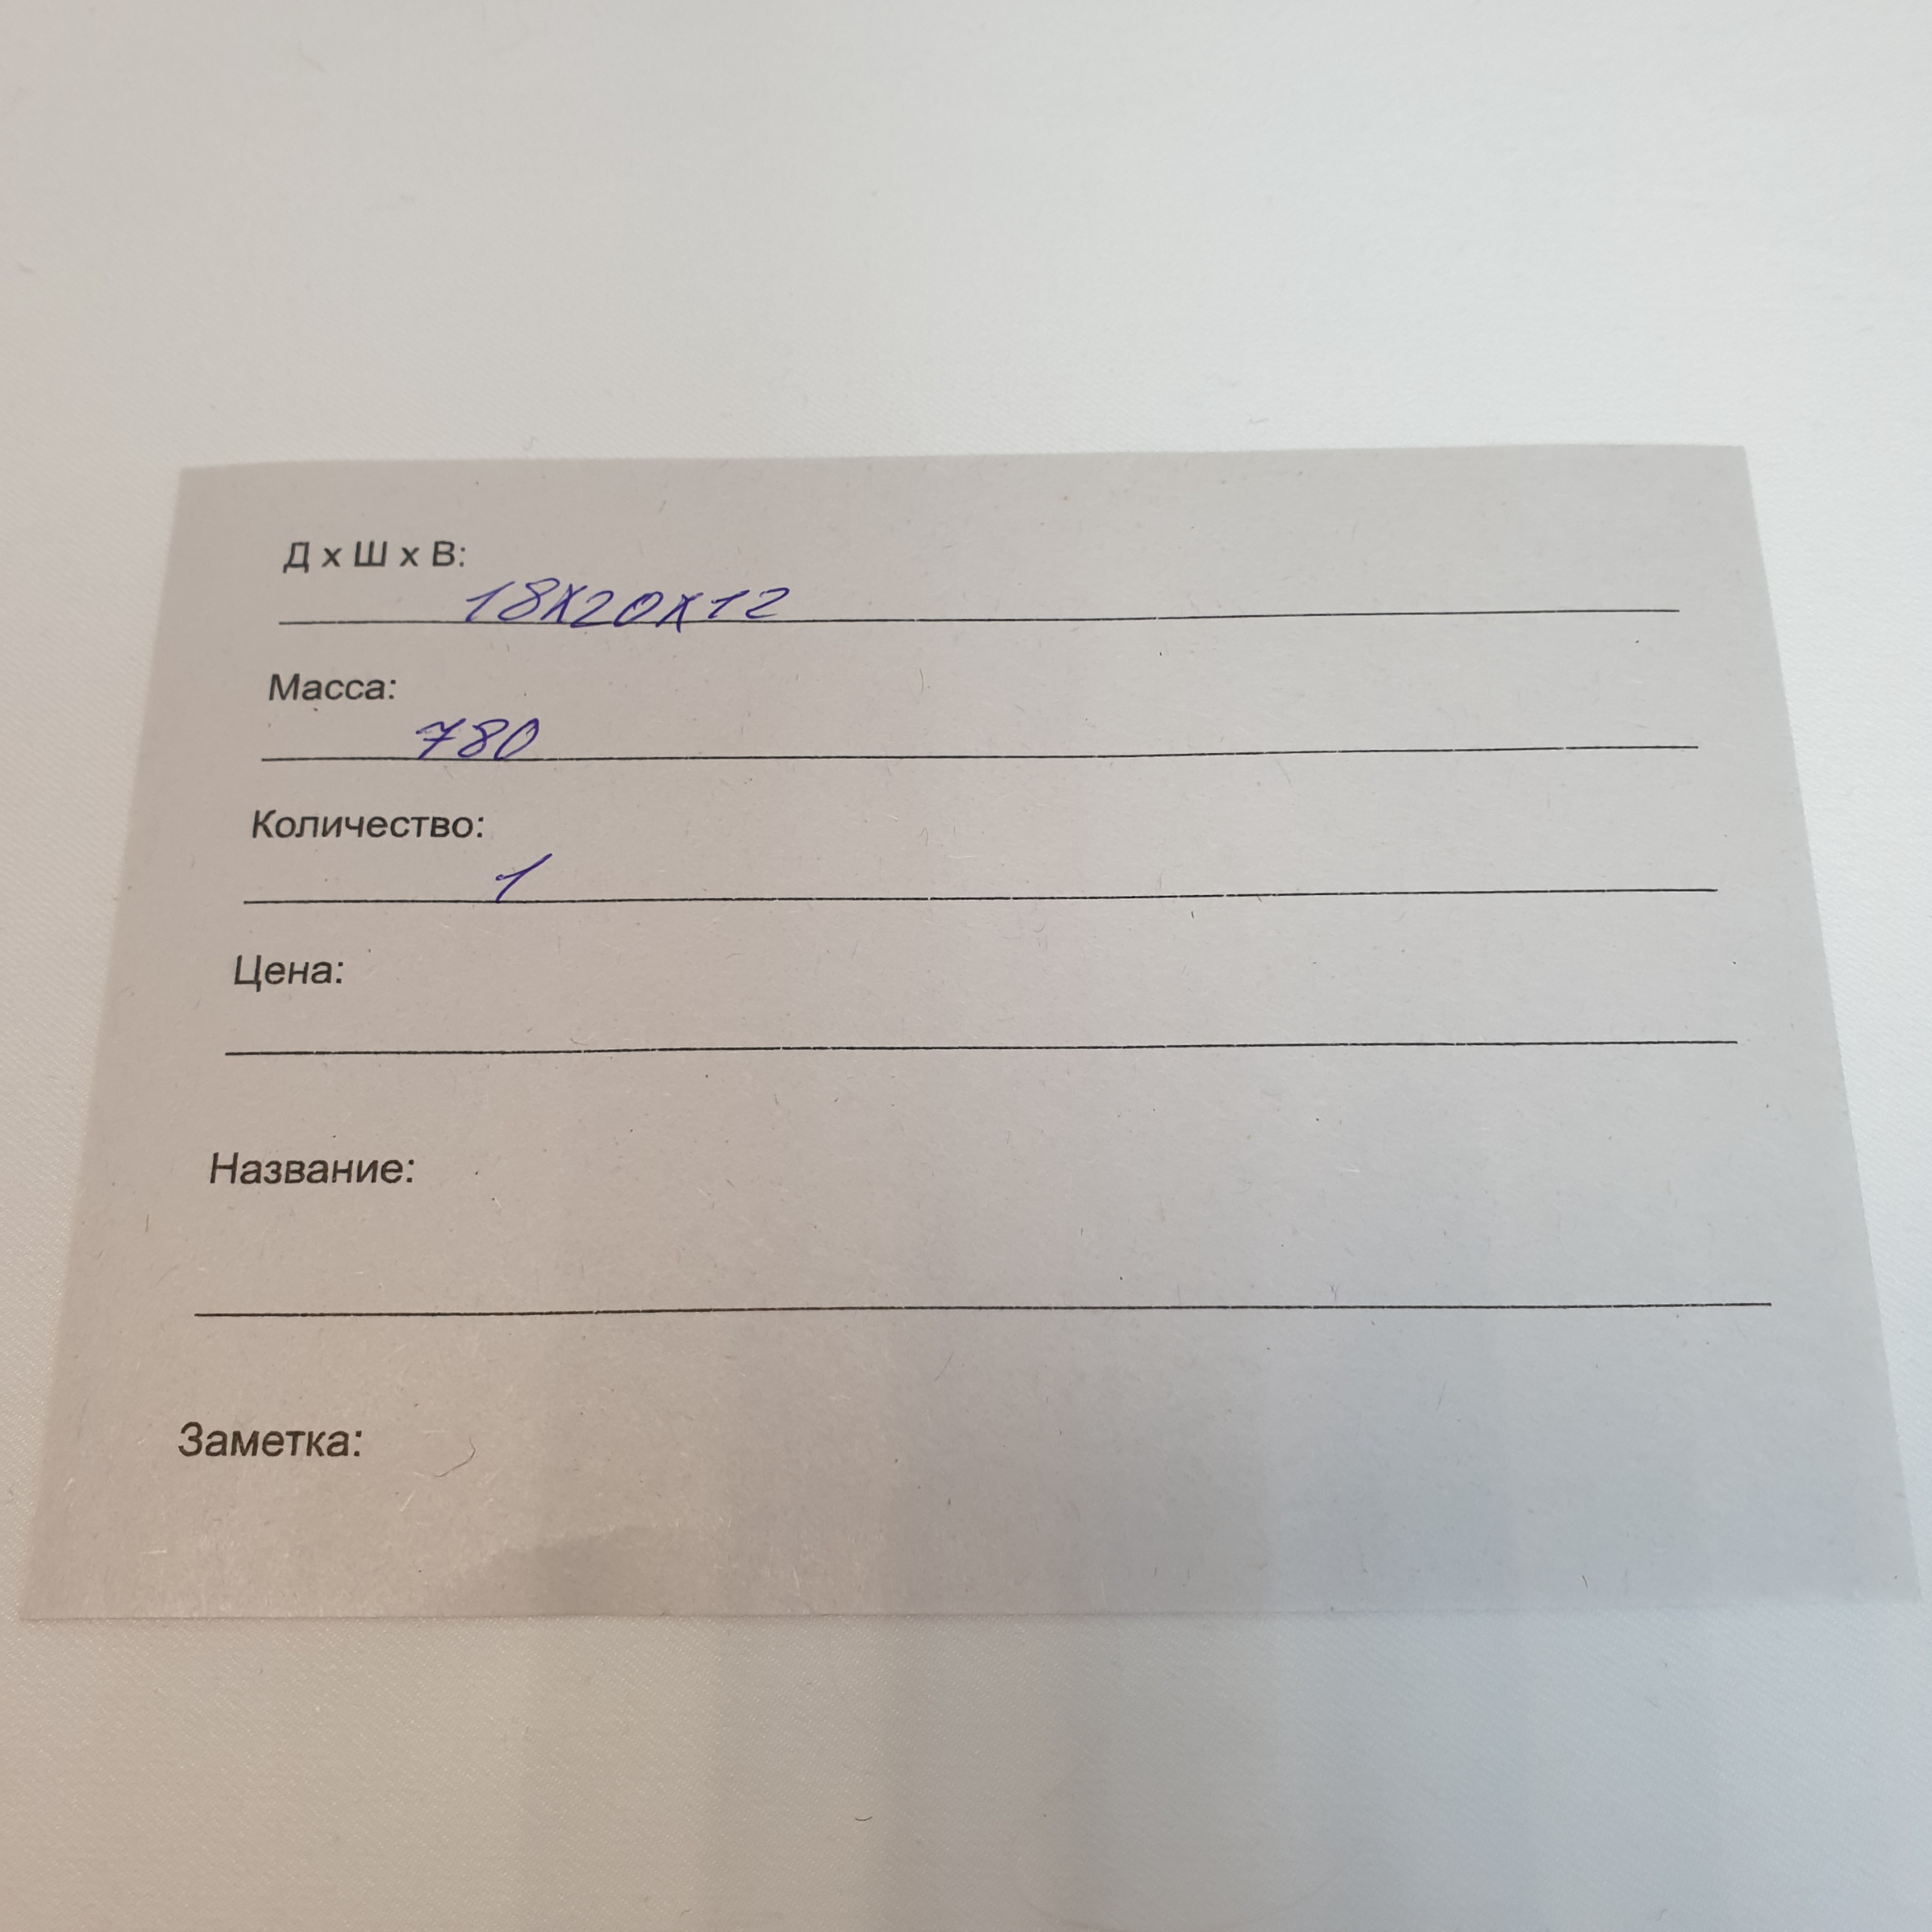 Д х Ш х В:
18х20х12
Масса:
780
Количество:
1
Цена:
Название:
Заметка: